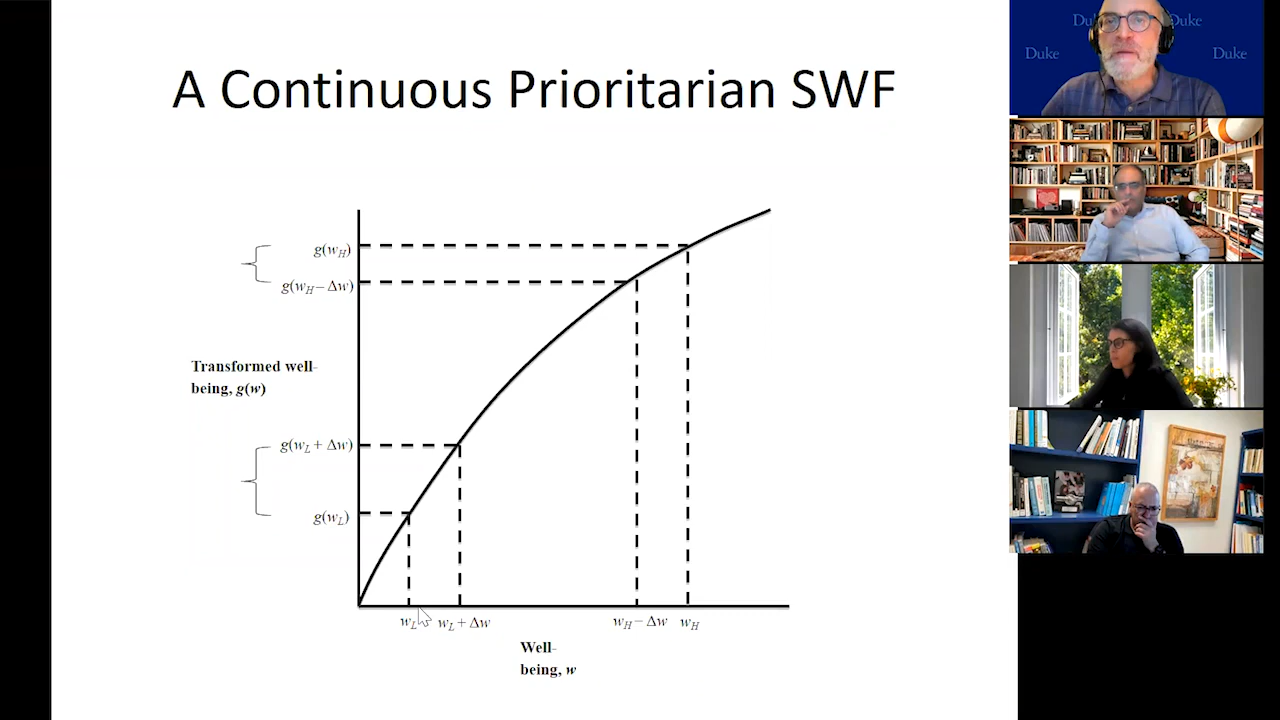 A Continuous Prioritarian SWF
g(w_H)
g(w_H – Δw)
Transformed well-
being, g(w)
g(w_L + Δw)
g(w_L)
w_L
w_L + Δw
w_H – Δw
w_H
Well-
being, w
Duke
Duke
Duke